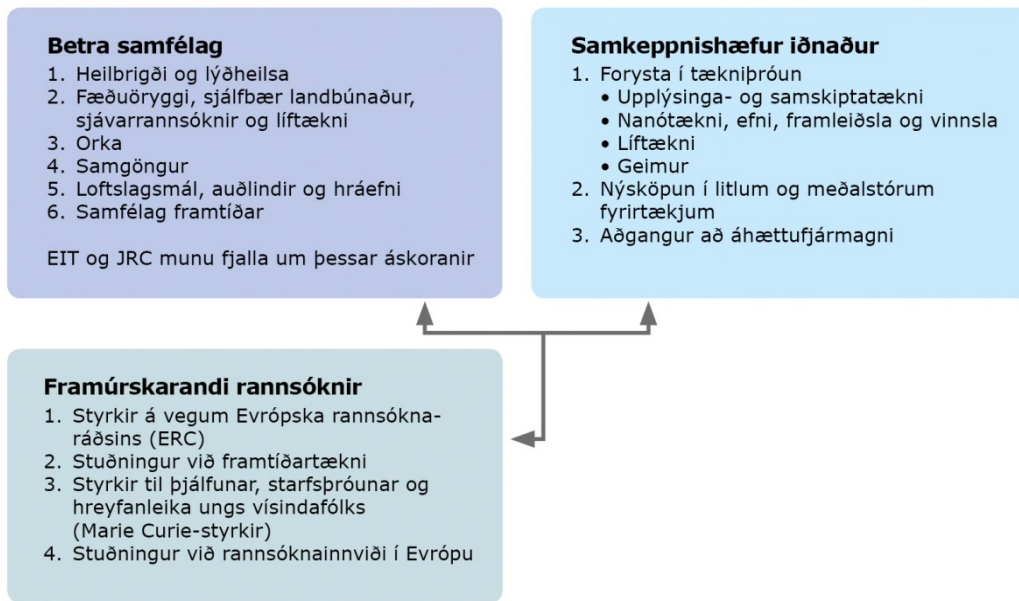 Betra samfélag
1. Heilbrigði og lýðheilsa
2. Fæðuöryggi, sjálfbær landbúnaður,
sjávarrannsóknir og líftækni
3. Orka
4. Samgöngur
5. Loftslagsmál, auðlindir og hráefni
6. Samfélag framtíðar
EIT og JRC munu fjalla um þessar áskoranir
Samkeppnishæfur iðnaður
1. Forysta í tækniþróun
• Upplýsinga- og samskiptatækni
• Nanótækni, efni, framleiðsla og vinnsla
• Líftækni
• Geimur
2. Nýsköpun í litlum og meðalstórum
fyrirtækjum
3. Aðgangur að áhættufjármagni
Framúrskarandi rannsóknir
1. Styrkir á vegum Evrópska rannsókna-
ráðsins (ERC)
2. Stuðningur við framtíðartækni
3. Styrkir til þjálfunar, starfsþróunar og
hreyfanleika ungs vísindafólks
(Marie Curie-styrkir)
4. Stuðningur við rannsóknainnviði í Evrópu